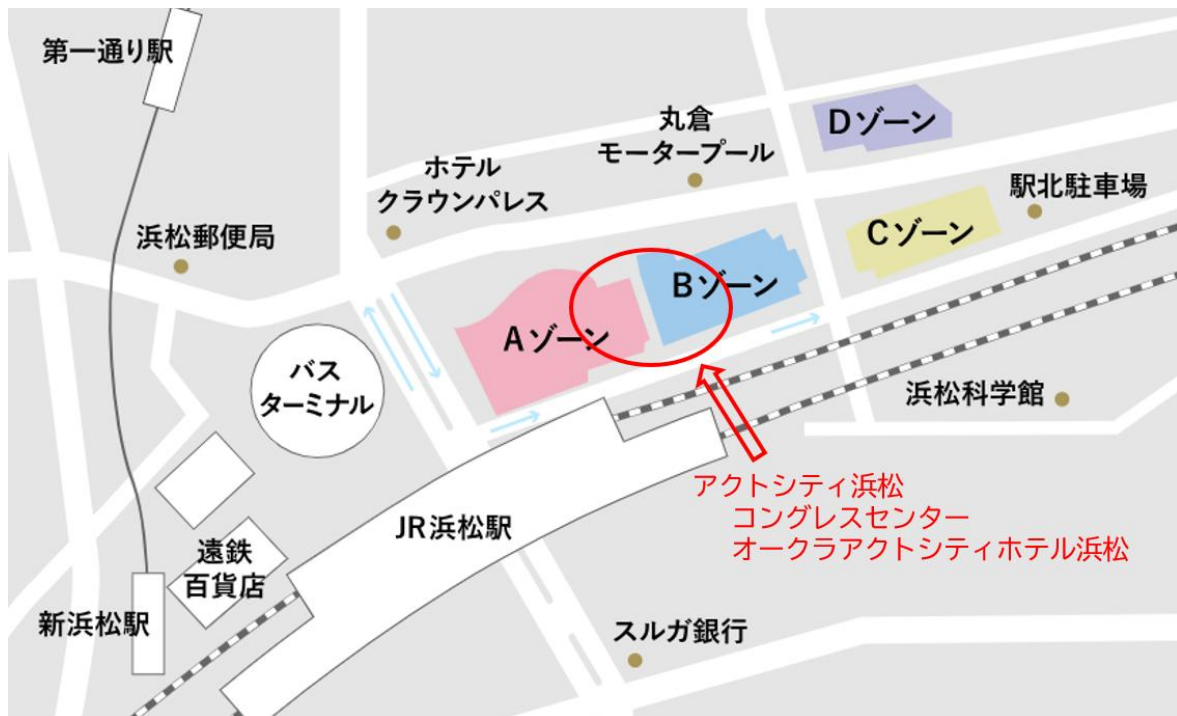 第一通り駅
丸倉
モータープール
Dゾーン
ホテル
クラウンパレス
駅北駐車場
浜松郵便局
Cゾーン
Bゾーン
Aゾーン
バス
ターミナル
浜松科学館
アクトシティ浜松
コングレスセンター
オークラアクトシティホテル浜松
JR浜松駅
遠鉄
百貨店
新浜松駅
スルガ銀行